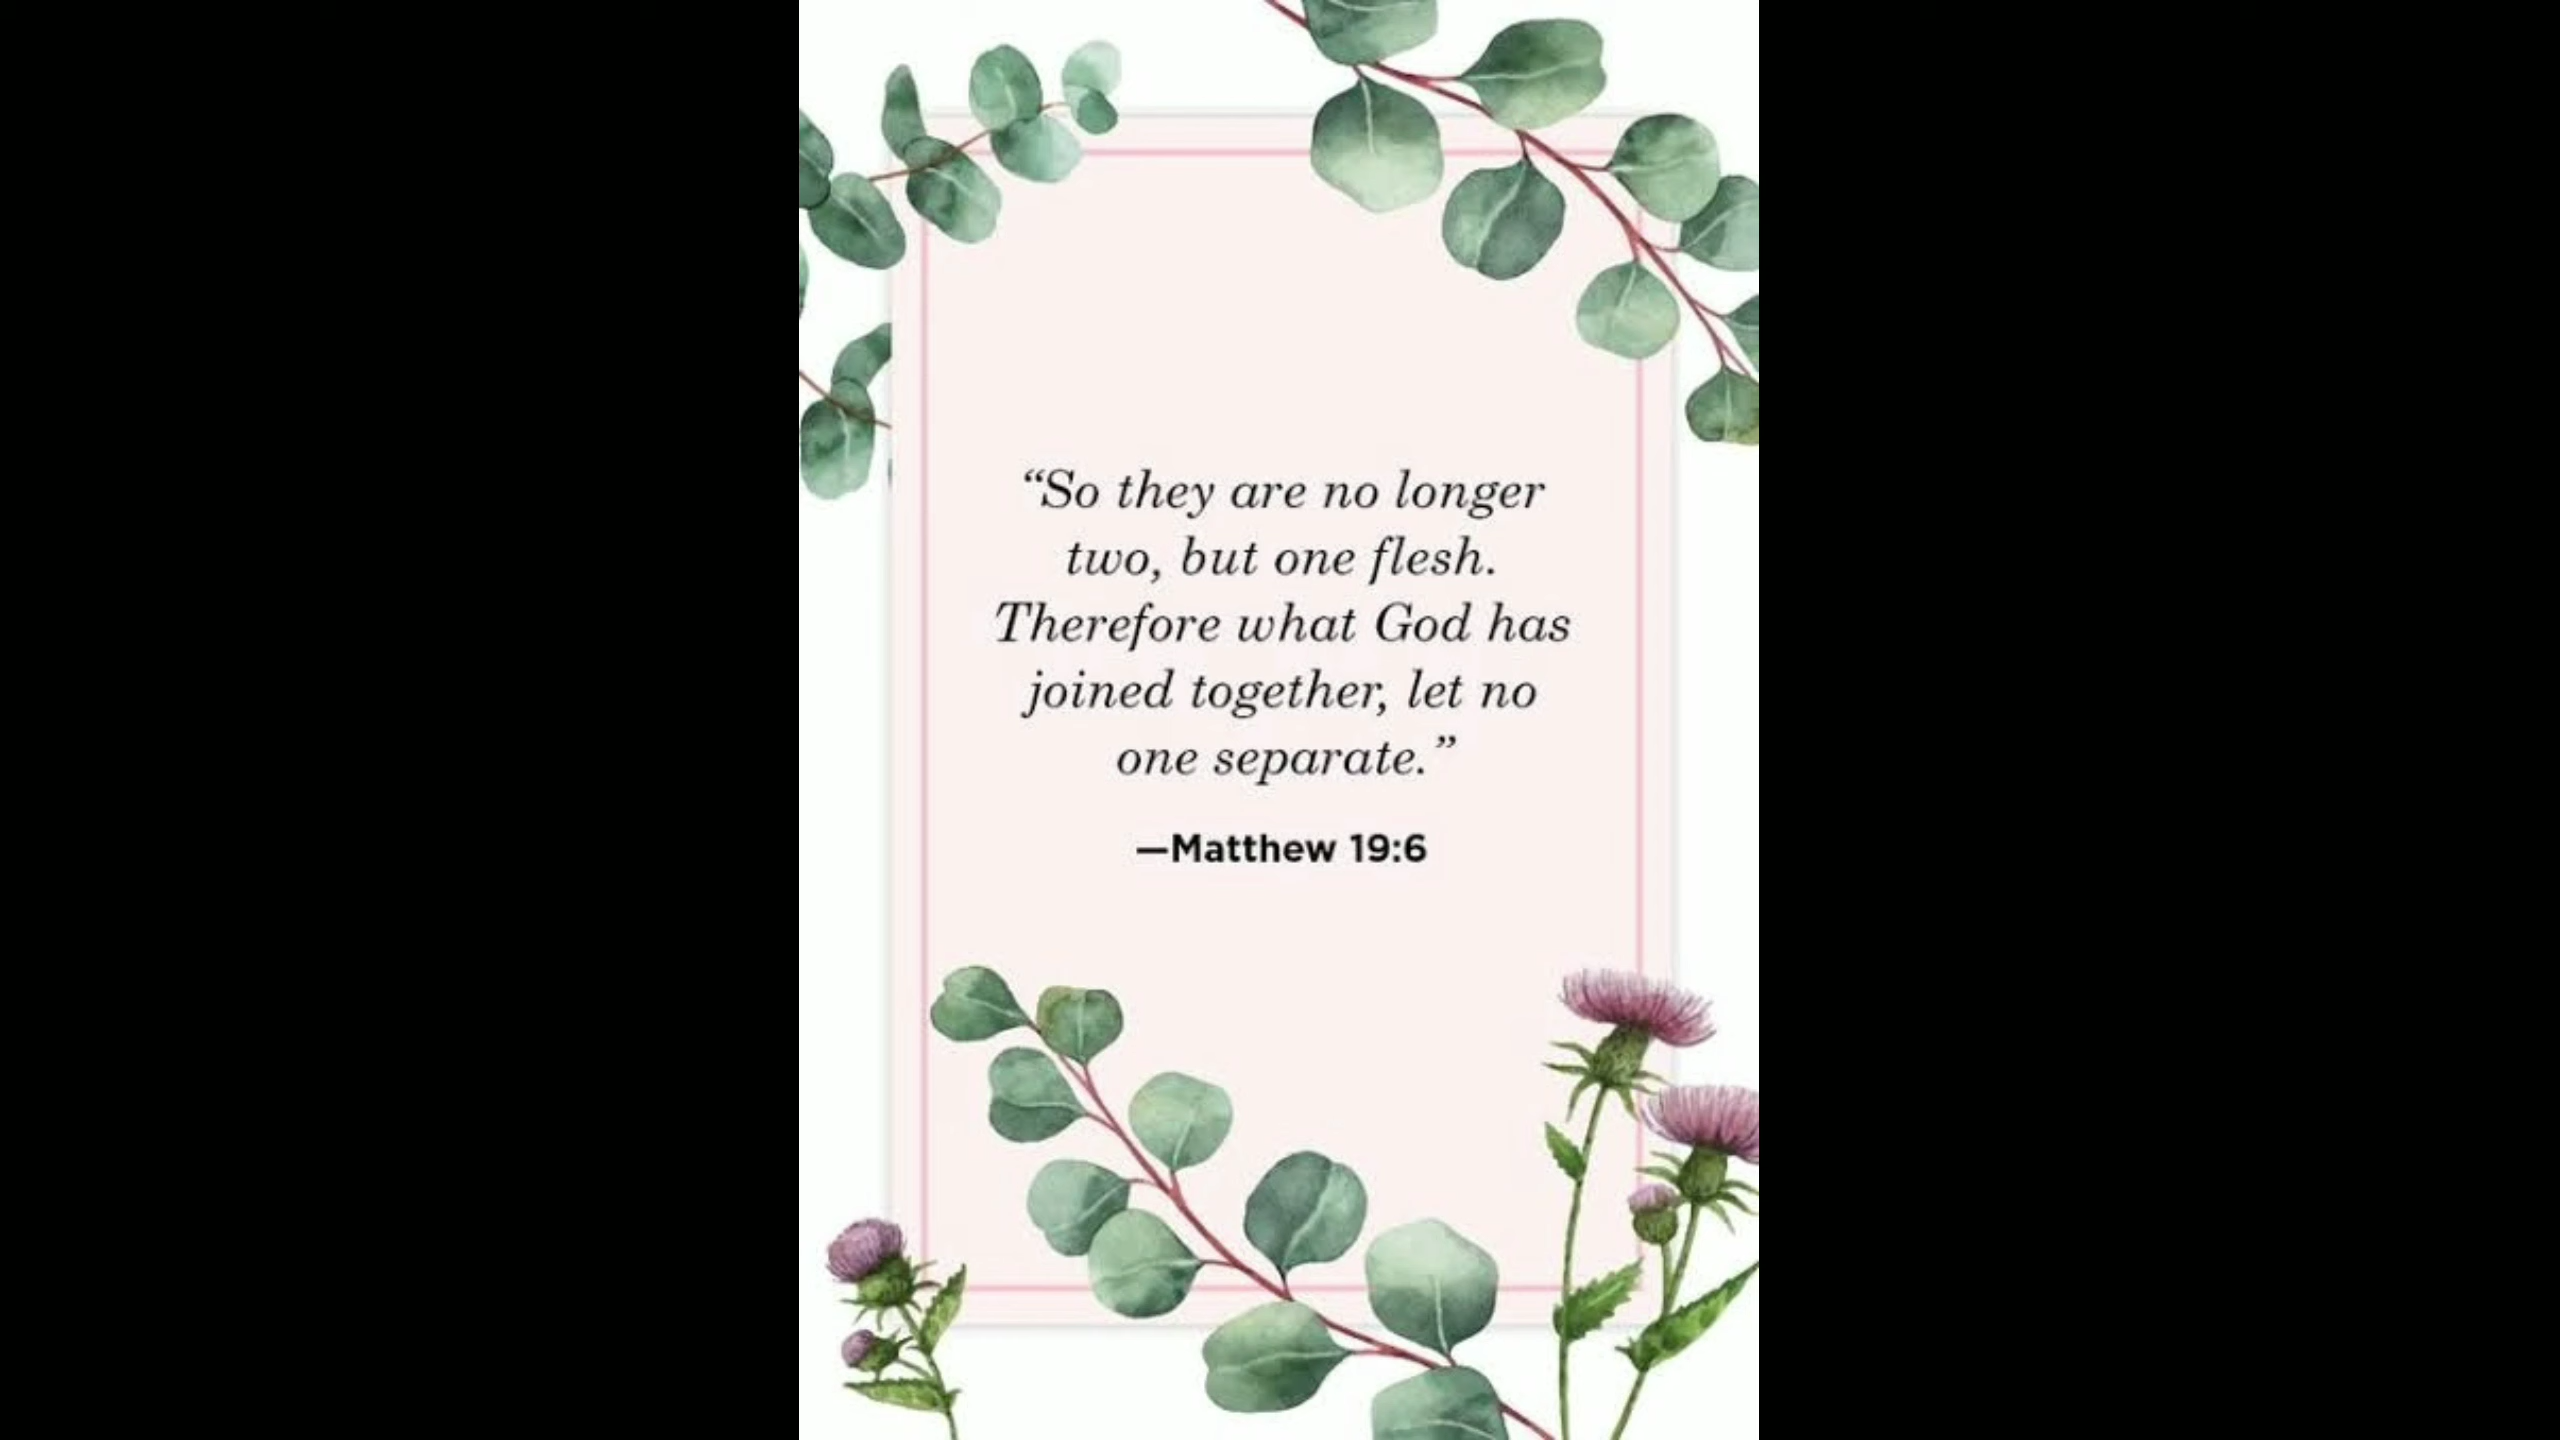 “So they are no longer
two, but one flesh.
Therefore what God has
joined together, let no
one separate.”
—Matthew 19:6